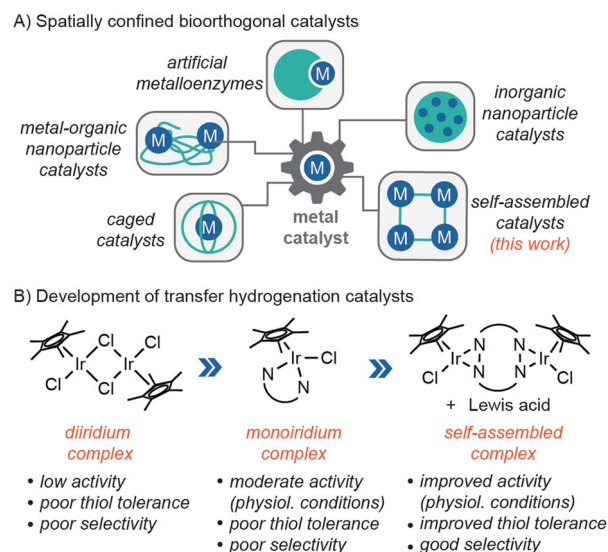 A) Spatially confined bioorthogonal catalysts
artificial
metalloenzymes
M
inorganic
nanoparticle
catalysts
metal-organic
nanoparticle
catalysts
M
M
M
metal
catalyst
caged
catalysts
M
M
M
M
M
self-assembled
catalysts
(this work)
B) Development of transfer hydrogenation catalysts
Cl
Cl
Ir
Ir
Cl
Cl
Ir
Cl
N
N
Ir
N
N
Cl
N
N
Ir
Cl
+ Lewis acid
diiridium
complex
• low activity
• poor thiol tolerance
• poor selectivity
monoiridium
complex
• moderate activity
(physiol. conditions)
• poor thiol tolerance
• poor selectivity
self-assembled
complex
• improved activity
(physiol. conditions)
• improved thiol tolerance
• good selectivity